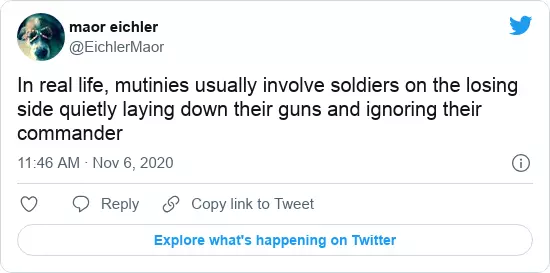 maor eichler
@EichlerMaor
In real life, mutinies usually involve soldiers on the losing
side quietly laying down their guns and ignoring their
commander
11:46 AM · Nov 6, 2020
Reply
Copy link to Tweet
Explore what's happening on Twitter